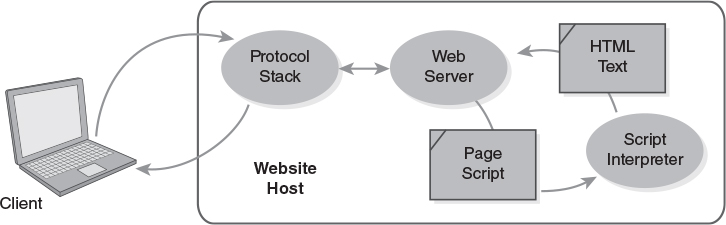 Protocol
Stack
Web
Server
HTML
Text
Page
Script
Script
Interpreter
Website
Host
Client